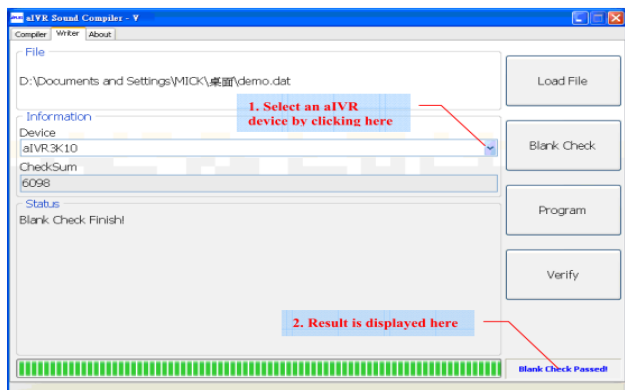 aIVR Sound Compiler - V
Compiler Writer About
File
D:\Documents and Settings\MICK\桌面\demo.dat
Load File
1. Select an aIVR
device by clicking here
Information
Device
aIVR3K10
Blank Check
CheckSum
6098
Status
Blank Check Finish!
Program
Verify
2. Result is displayed here
Blank Check Passed!